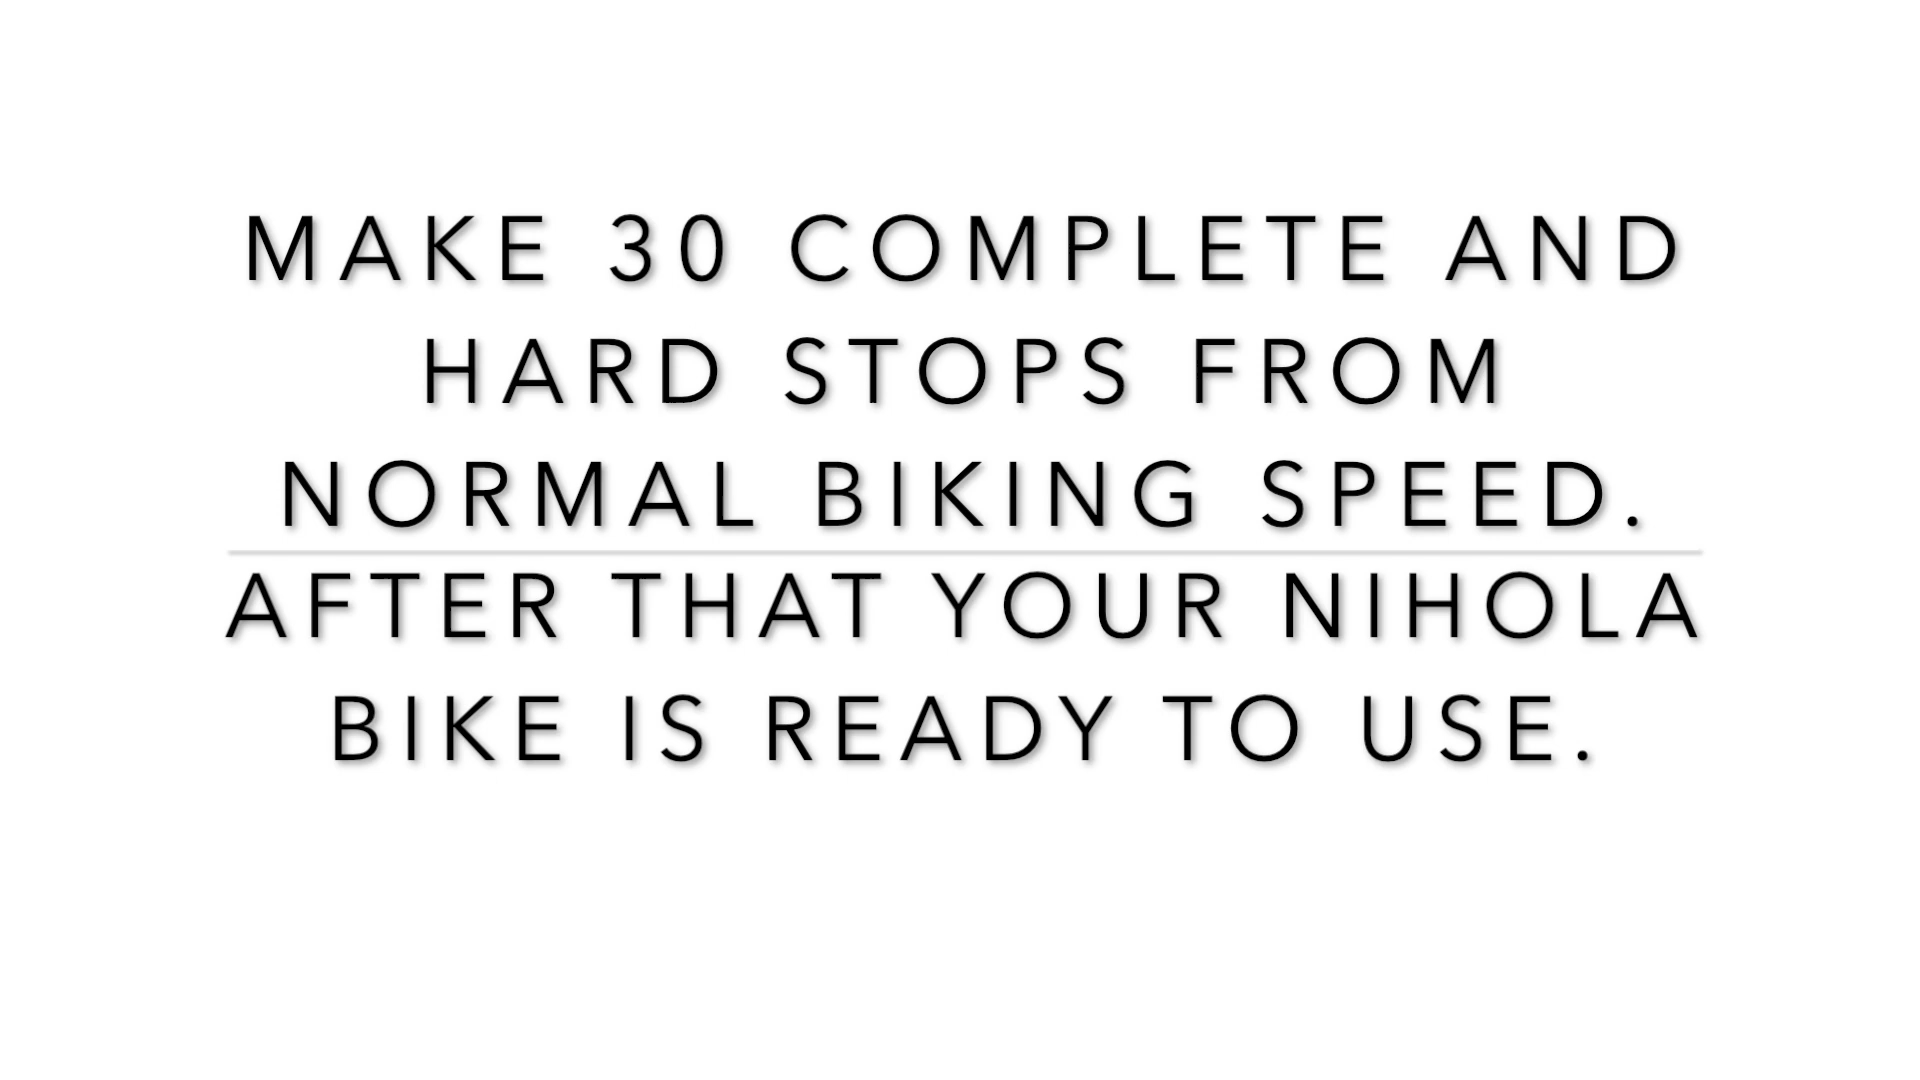 MAKE 30 COMPLETE AND
HARD STOPS FROM
NORMAL BIKING SPEED.
AFTER THAT YOUR NIHOLA
BIKE IS READY TO USE.